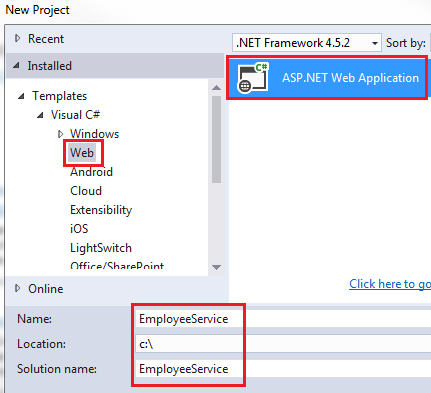 New Project
Recent
.NET Framework 4.5.2 Sort by:
Installed
C# ASP.NET Web Application
Templates
Visual C#
Windows
Web
Android
Cloud
Extensibility
iOS
LightSwitch
Office/SharePoint
Click here to go
Online
Name: EmployeeService
Location: c:\
Solution name: EmployeeService